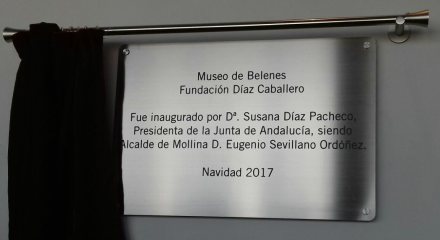 Museo de Belenes
Fundación Díaz Caballero
Fue inaugurado por Dª. Susana Díaz Pacheco,
Presidenta de la Junta de Andalucía, siendo
Alcalde de Mollina D. Eugenio Sevillano Ordóñez.
Navidad 2017